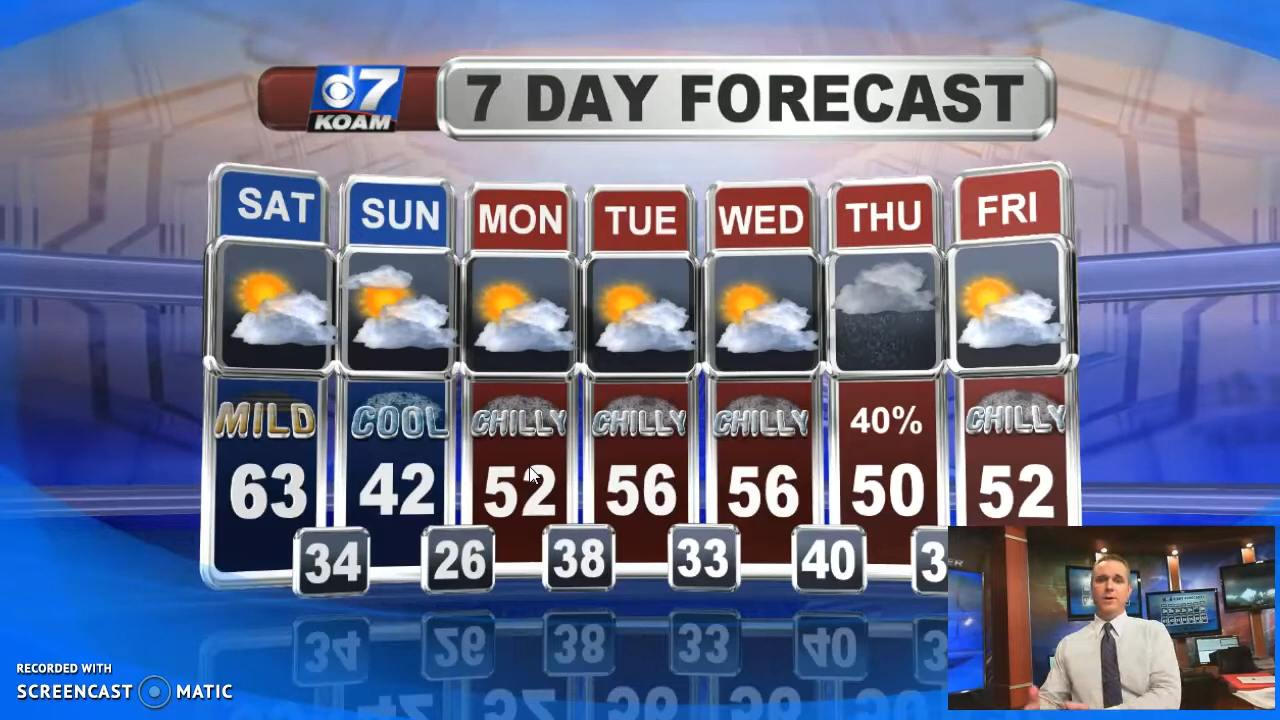 7
KOAM
7 DAY FORECAST
SAT SUN MON TUE WED THU FRI
MILD COOL CHILLY CHILLY CHILLY 40% CHILLY
63 42 52 56 56 50 52
34 26 38 33 40 3
RECORDED WITH
SCREENCAST MATIC